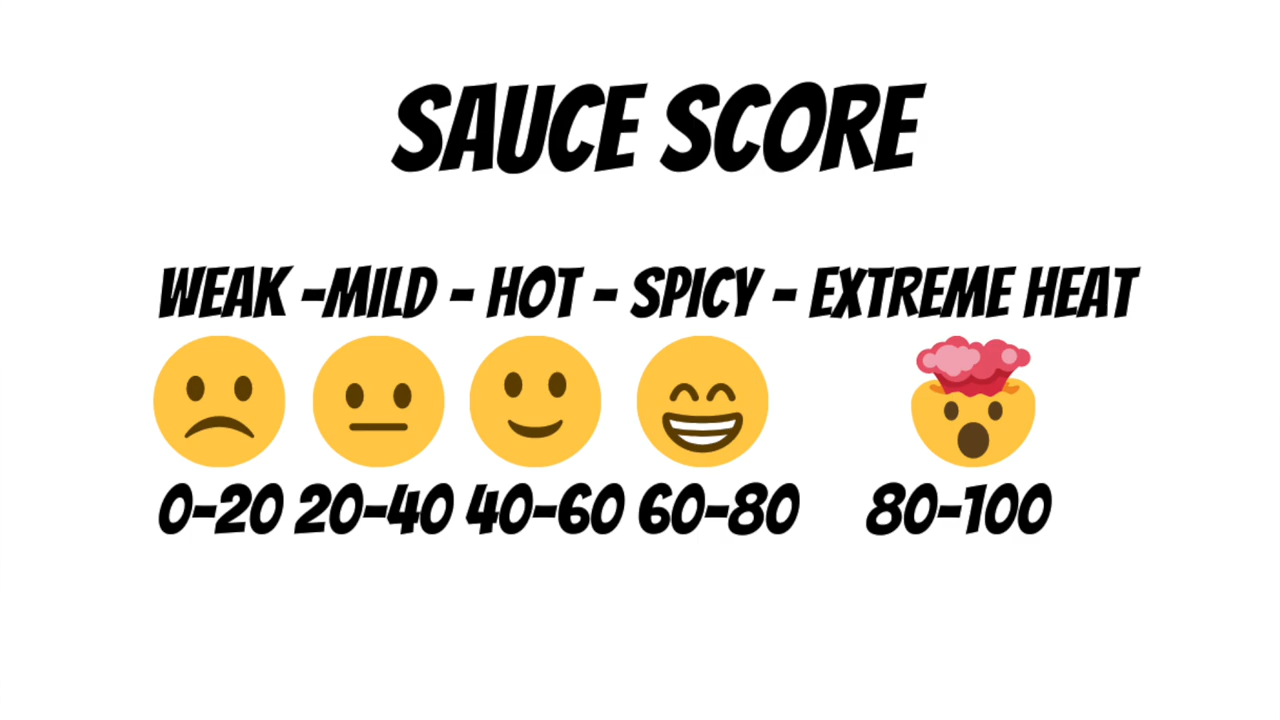 SAUCE SCORE
WEAK -MILD - HOT - SPICY - EXTREME HEAT
0-20 20-40 40-60 60-80 80-100